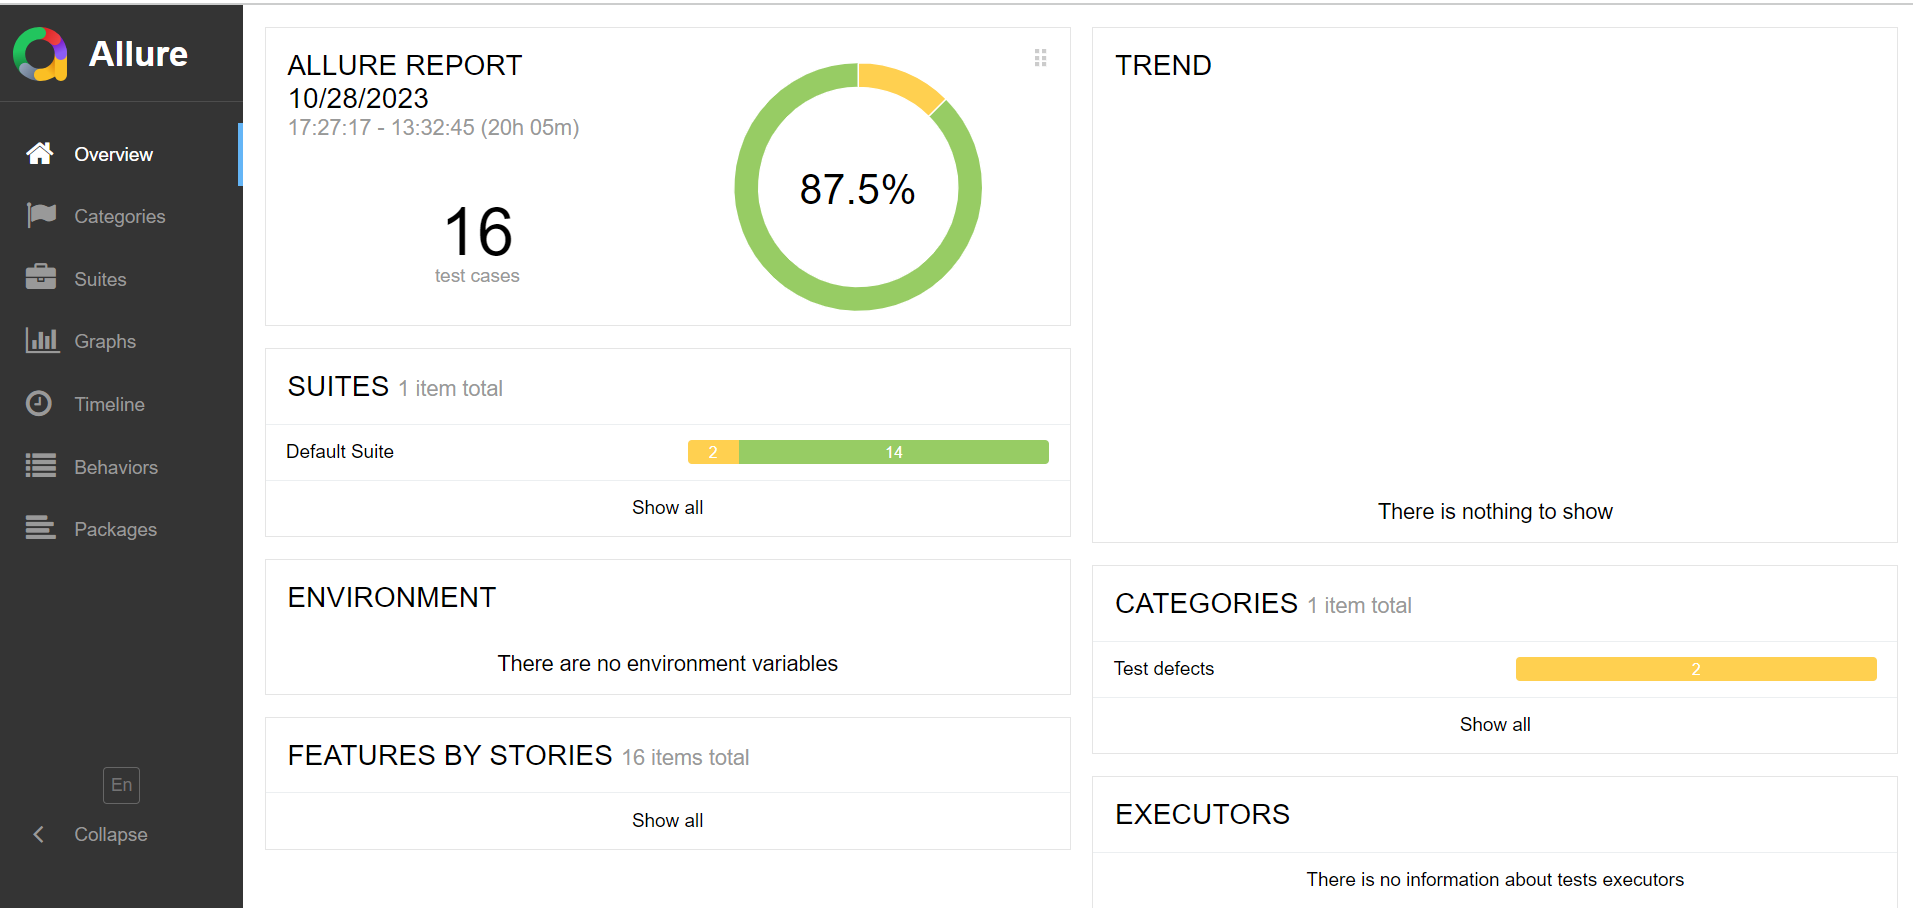 Allure
Overview
Categories
Suites
Graphs
Timeline
Behaviors
Packages
En
Collapse
ALLURE REPORT
10/28/2023
17:27:17 - 13:32:45 (20h 05m)
16
test cases
87.5%
SUITES 1 item total
Default Suite 2 14
Show all
ENVIRONMENT
There are no environment variables
FEATURES BY STORIES 16 items total
Show all
TREND
There is nothing to show
CATEGORIES 1 item total
Test defects 2
Show all
EXECUTORS
There is no information about tests executors